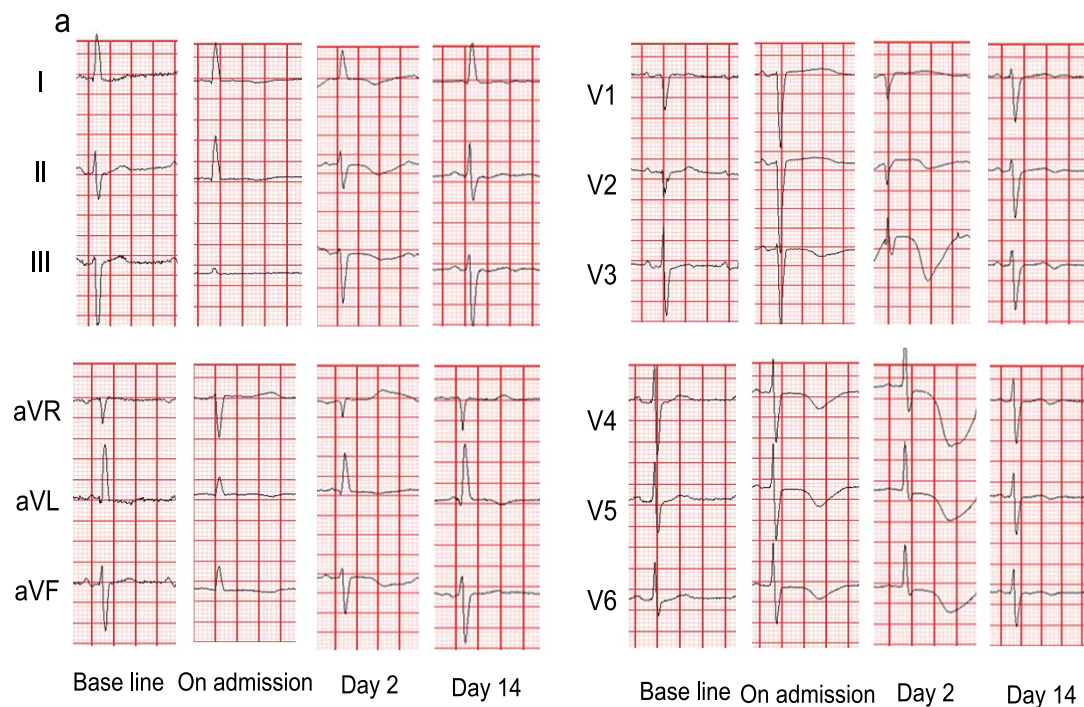 a
I
II
III
aVR
aVL
aVF
Base line On admission Day 2 Day 14
V1
V2
V3
V4
V5
V6
Base line On admission Day 2 Day 14